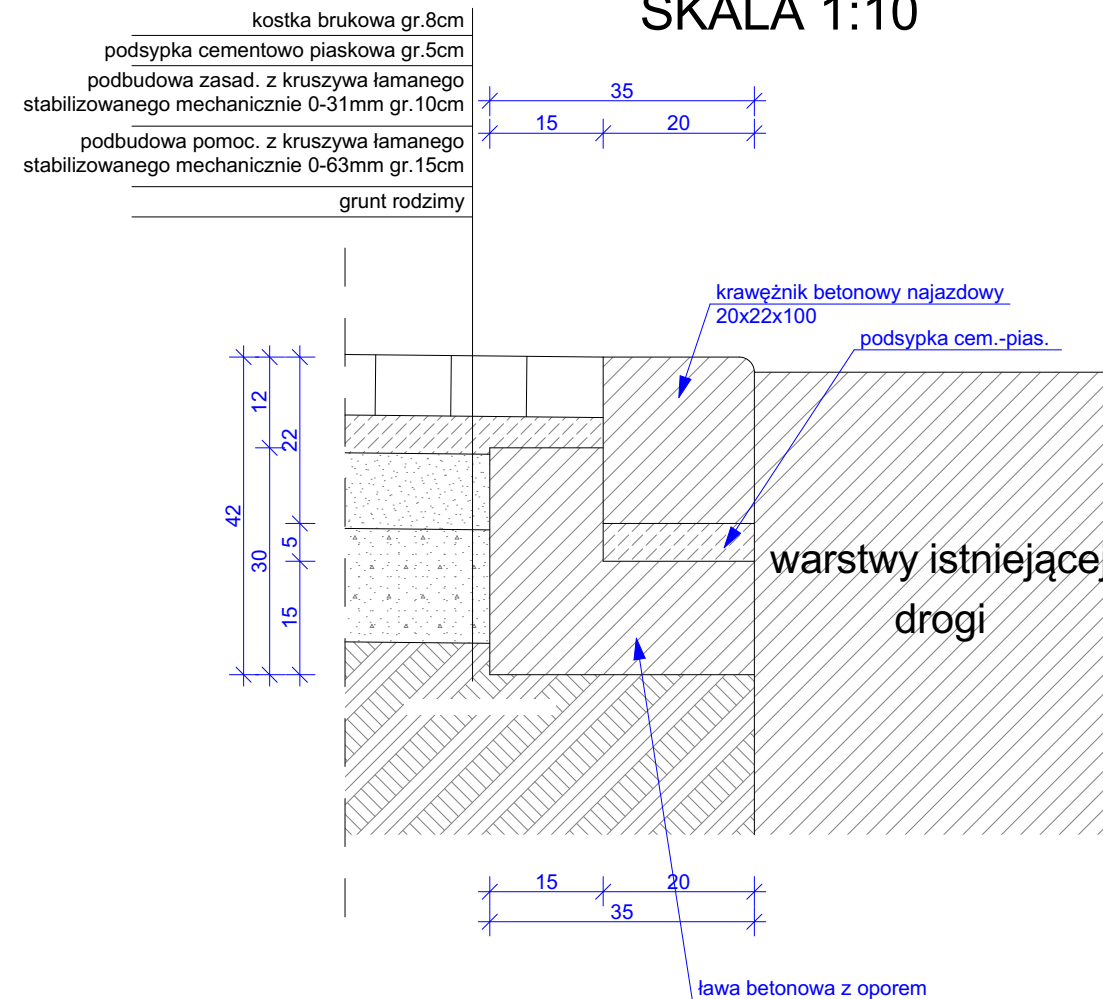 SKALA 1:10
kostka brukowa gr.8cm
podsypka cementowo piaskowa gr.5cm
podbudowa zasad. z kruszywa łamanego
stabilizowanego mechanicznie 0-31mm gr.10cm
podbudowa pomoc. z kruszywa łamanego
stabilizowanego mechanicznie 0-63mm gr.15cm
grunt rodzimy
35
15 20
krawężnik betonowy najazdowy
20x22x100
podsypka cem.-pias.
12
22
42
30
5
15
warstwy istniejącej
drogi
15 20
35
ława betonowa z oporem